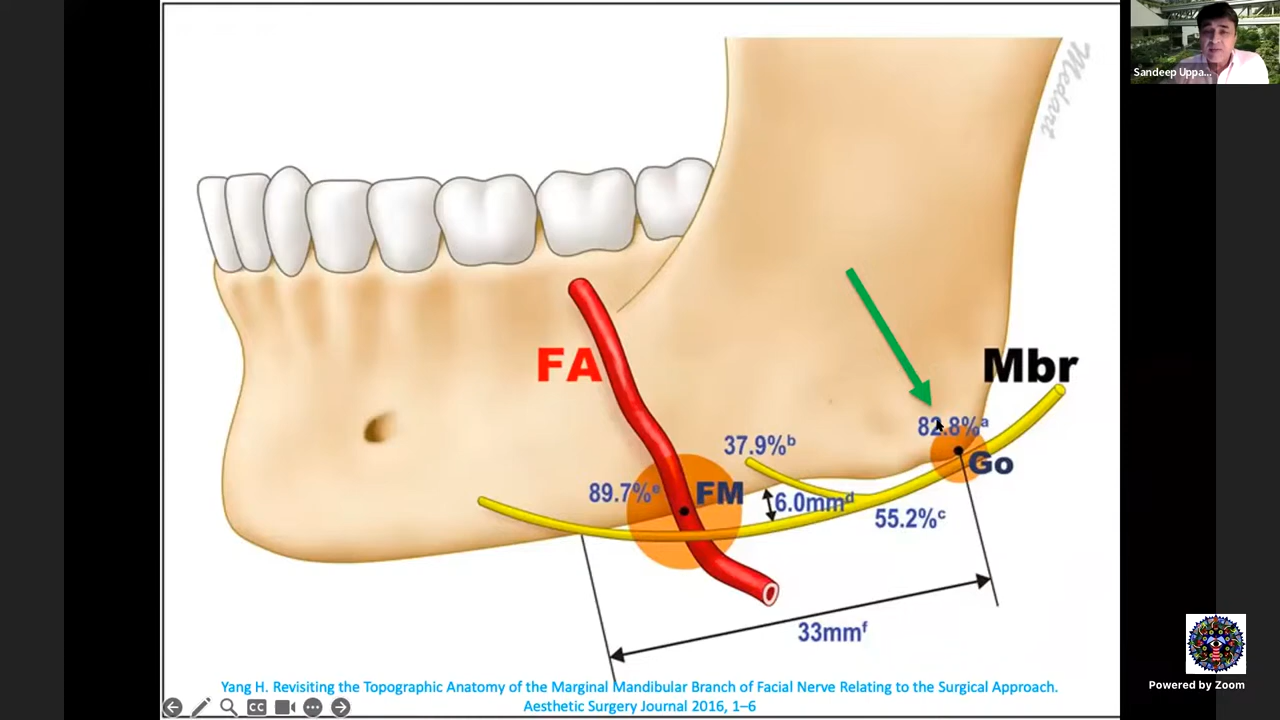 Sandeep Uppa...
Medart
FA
Mbr
82.8%a
37.9%b
Go
89.7%e
FM
6.0mmd
55.2%c
33mmf
Yang H. Revisiting the Topographic Anatomy of the Marginal Mandibular Branch of Facial Nerve Relating to the Surgical Approach.
Aesthetic Surgery Journal 2016, 1–6
CC
Powered by Zoom